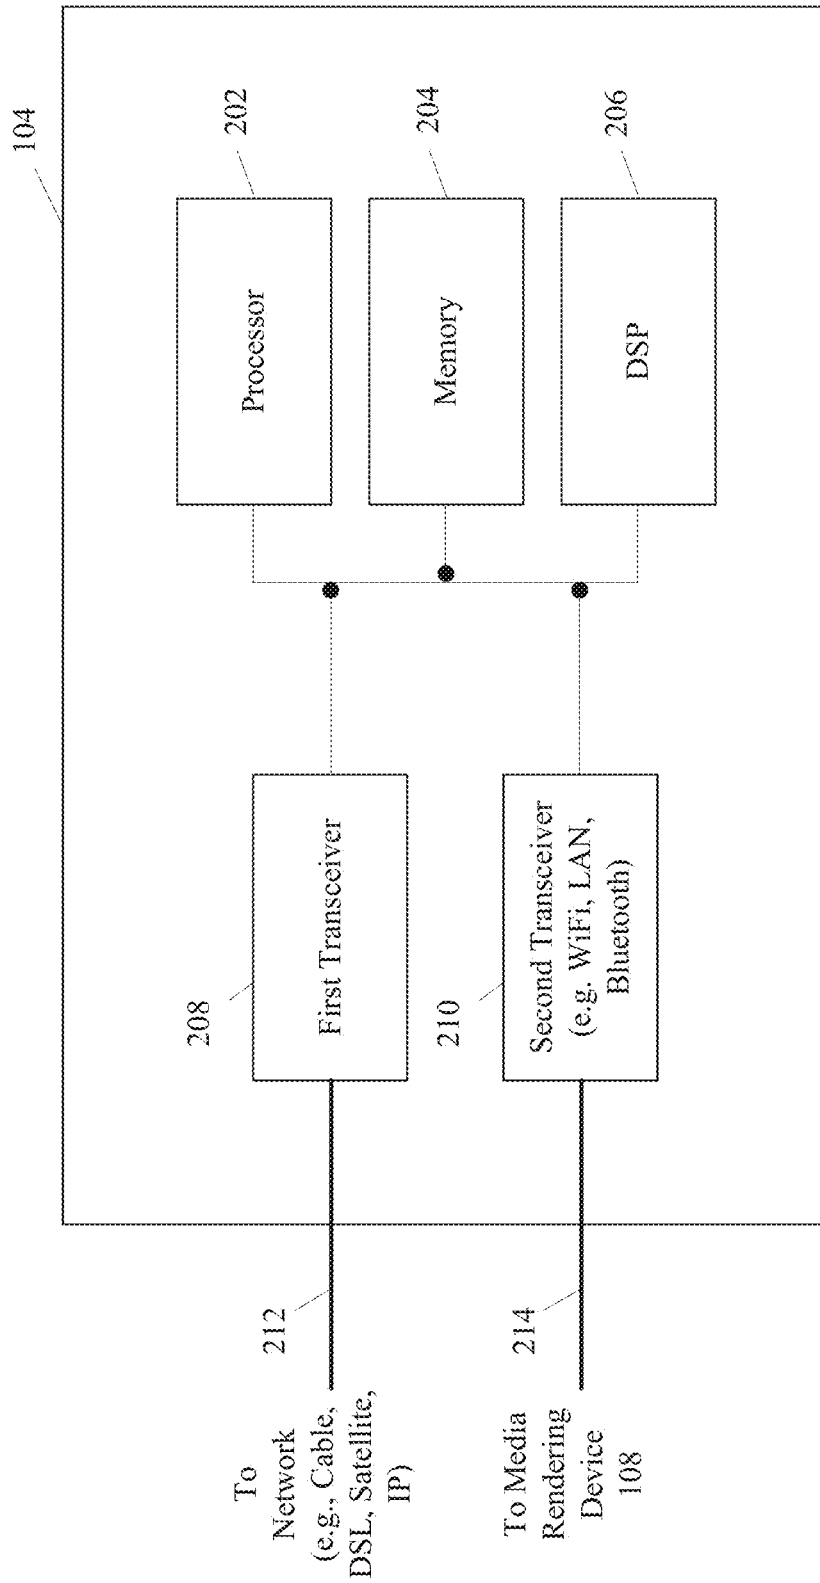 104
Processor
202
Memory
204
DSP
206
First Transceiver
208
Second Transceiver
(e.g. WiFi, LAN,
Bluetooth)
210
To
Network
(e.g., Cable,
DSL, Satellite,
IP)
212
To Media
Rendering
Device
108
214